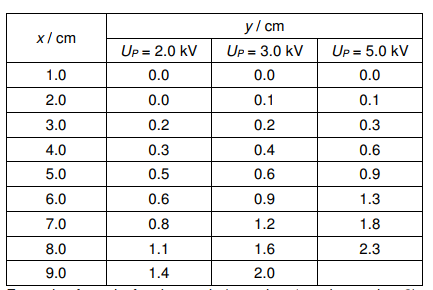 x / cm
y / cm
UP = 2.0 kV UP = 3.0 kV UP = 5.0 kV
1.0 0.0 0.0 0.0
2.0 0.0 0.1 0.1
3.0 0.2 0.2 0.3
4.0 0.3 0.4 0.6
5.0 0.5 0.6 0.9
6.0 0.6 0.9 1.3
7.0 0.8 1.2 1.8
8.0 1.1 1.6 2.3
9.0 1.4 2.0